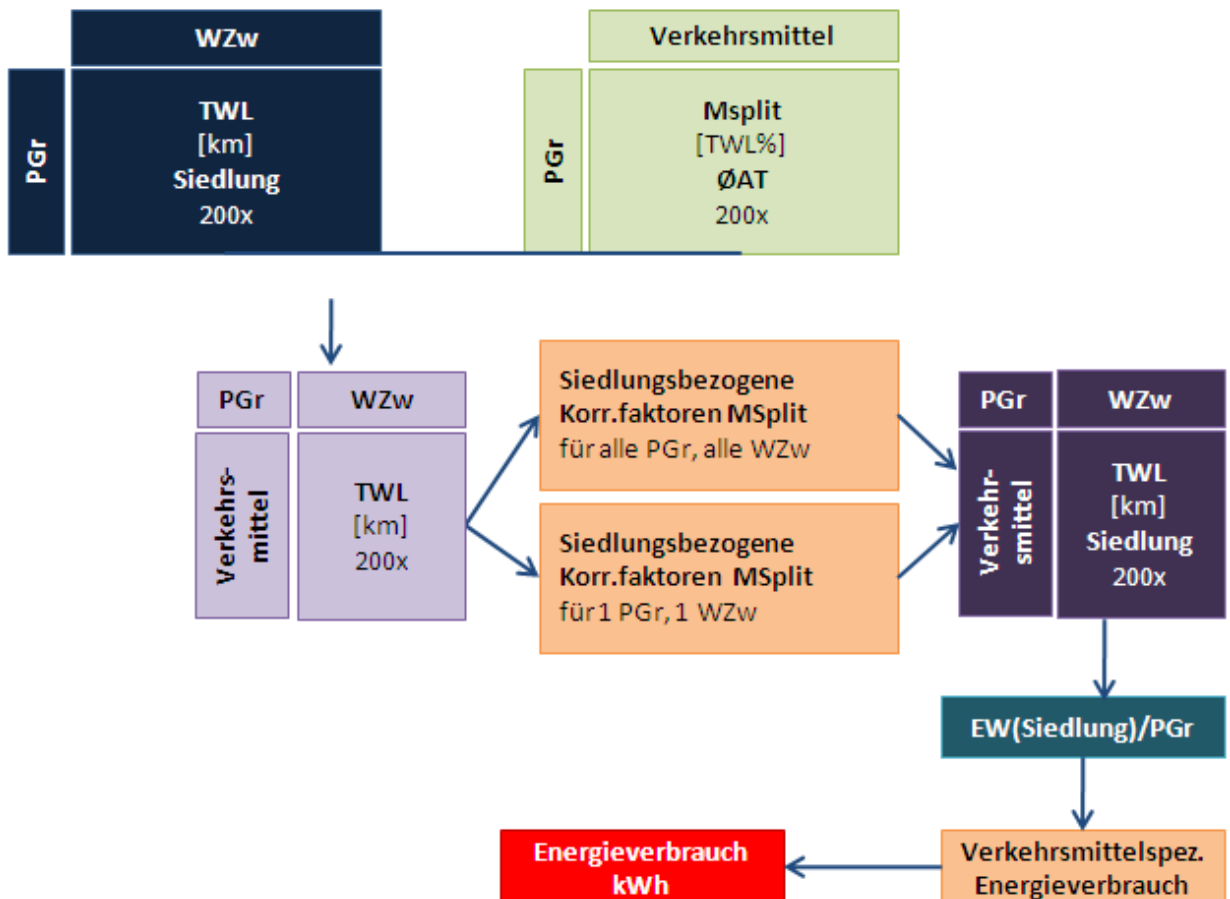 WZw
PGr
TWL
[km]
Siedlung
200x
Verkehrsmittel
PGr
Msplit
[TWL%]
ØAT
200x
PGr
WZw
Verkehrs-
mittel
TWL
[km]
200x
Siedlungsbezogene
Korr.faktoren MSplit
für alle PGr, alle WZw
Siedlungsbezogene
Korr.faktoren MSplit
für 1 PGr, 1 WZw
PGr
WZw
Verkehr-
smittel
TWL
[km]
Siedlung
200x
EW(Siedlung)/PGr
Verkehrsmittelspez.
Energieverbrauch
Energieverbrauch
kWh